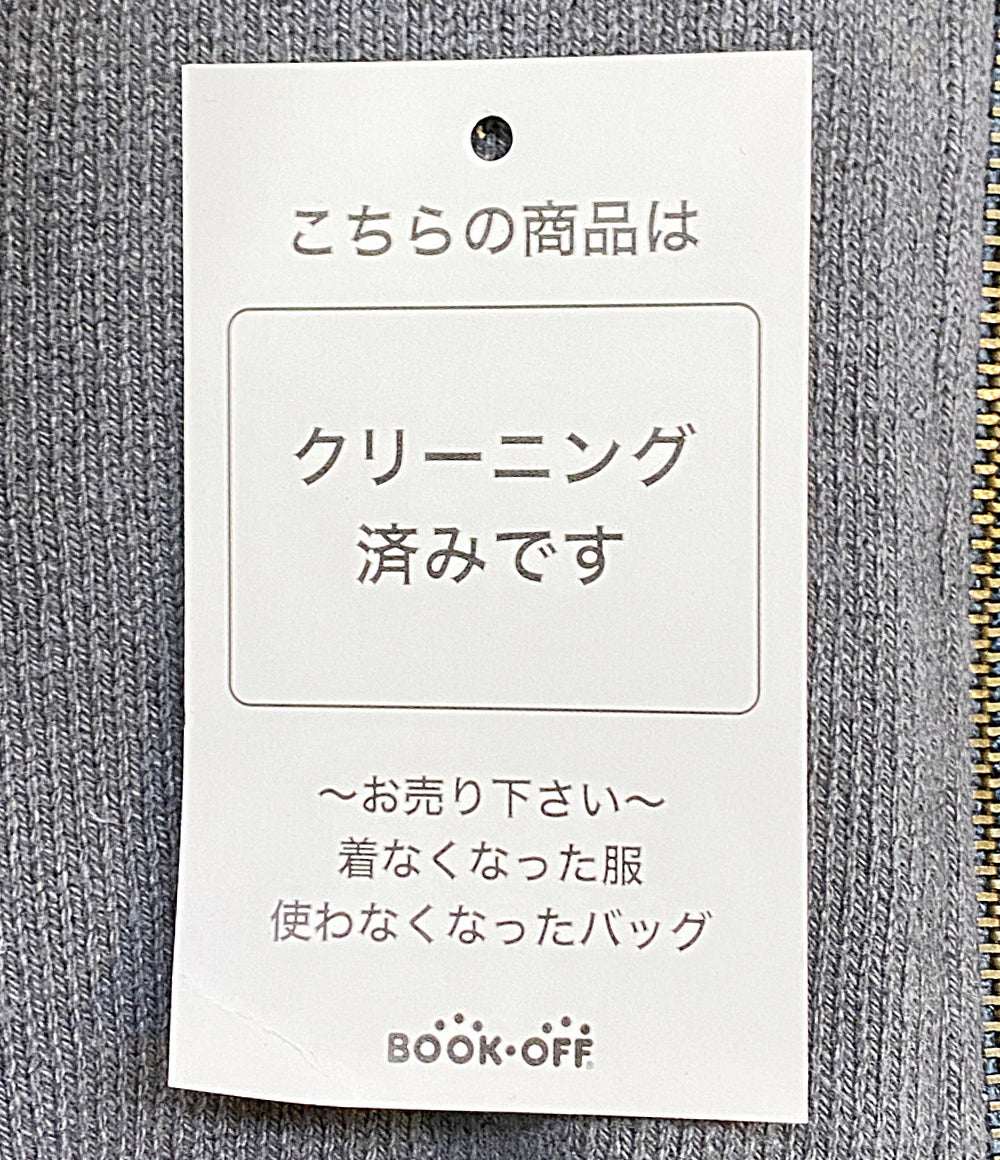 こちらの商品は
クリーニング
済みです
〜お売り下さい〜
着なくなった服
使わなくなったバッグ
BOOK・OFF®